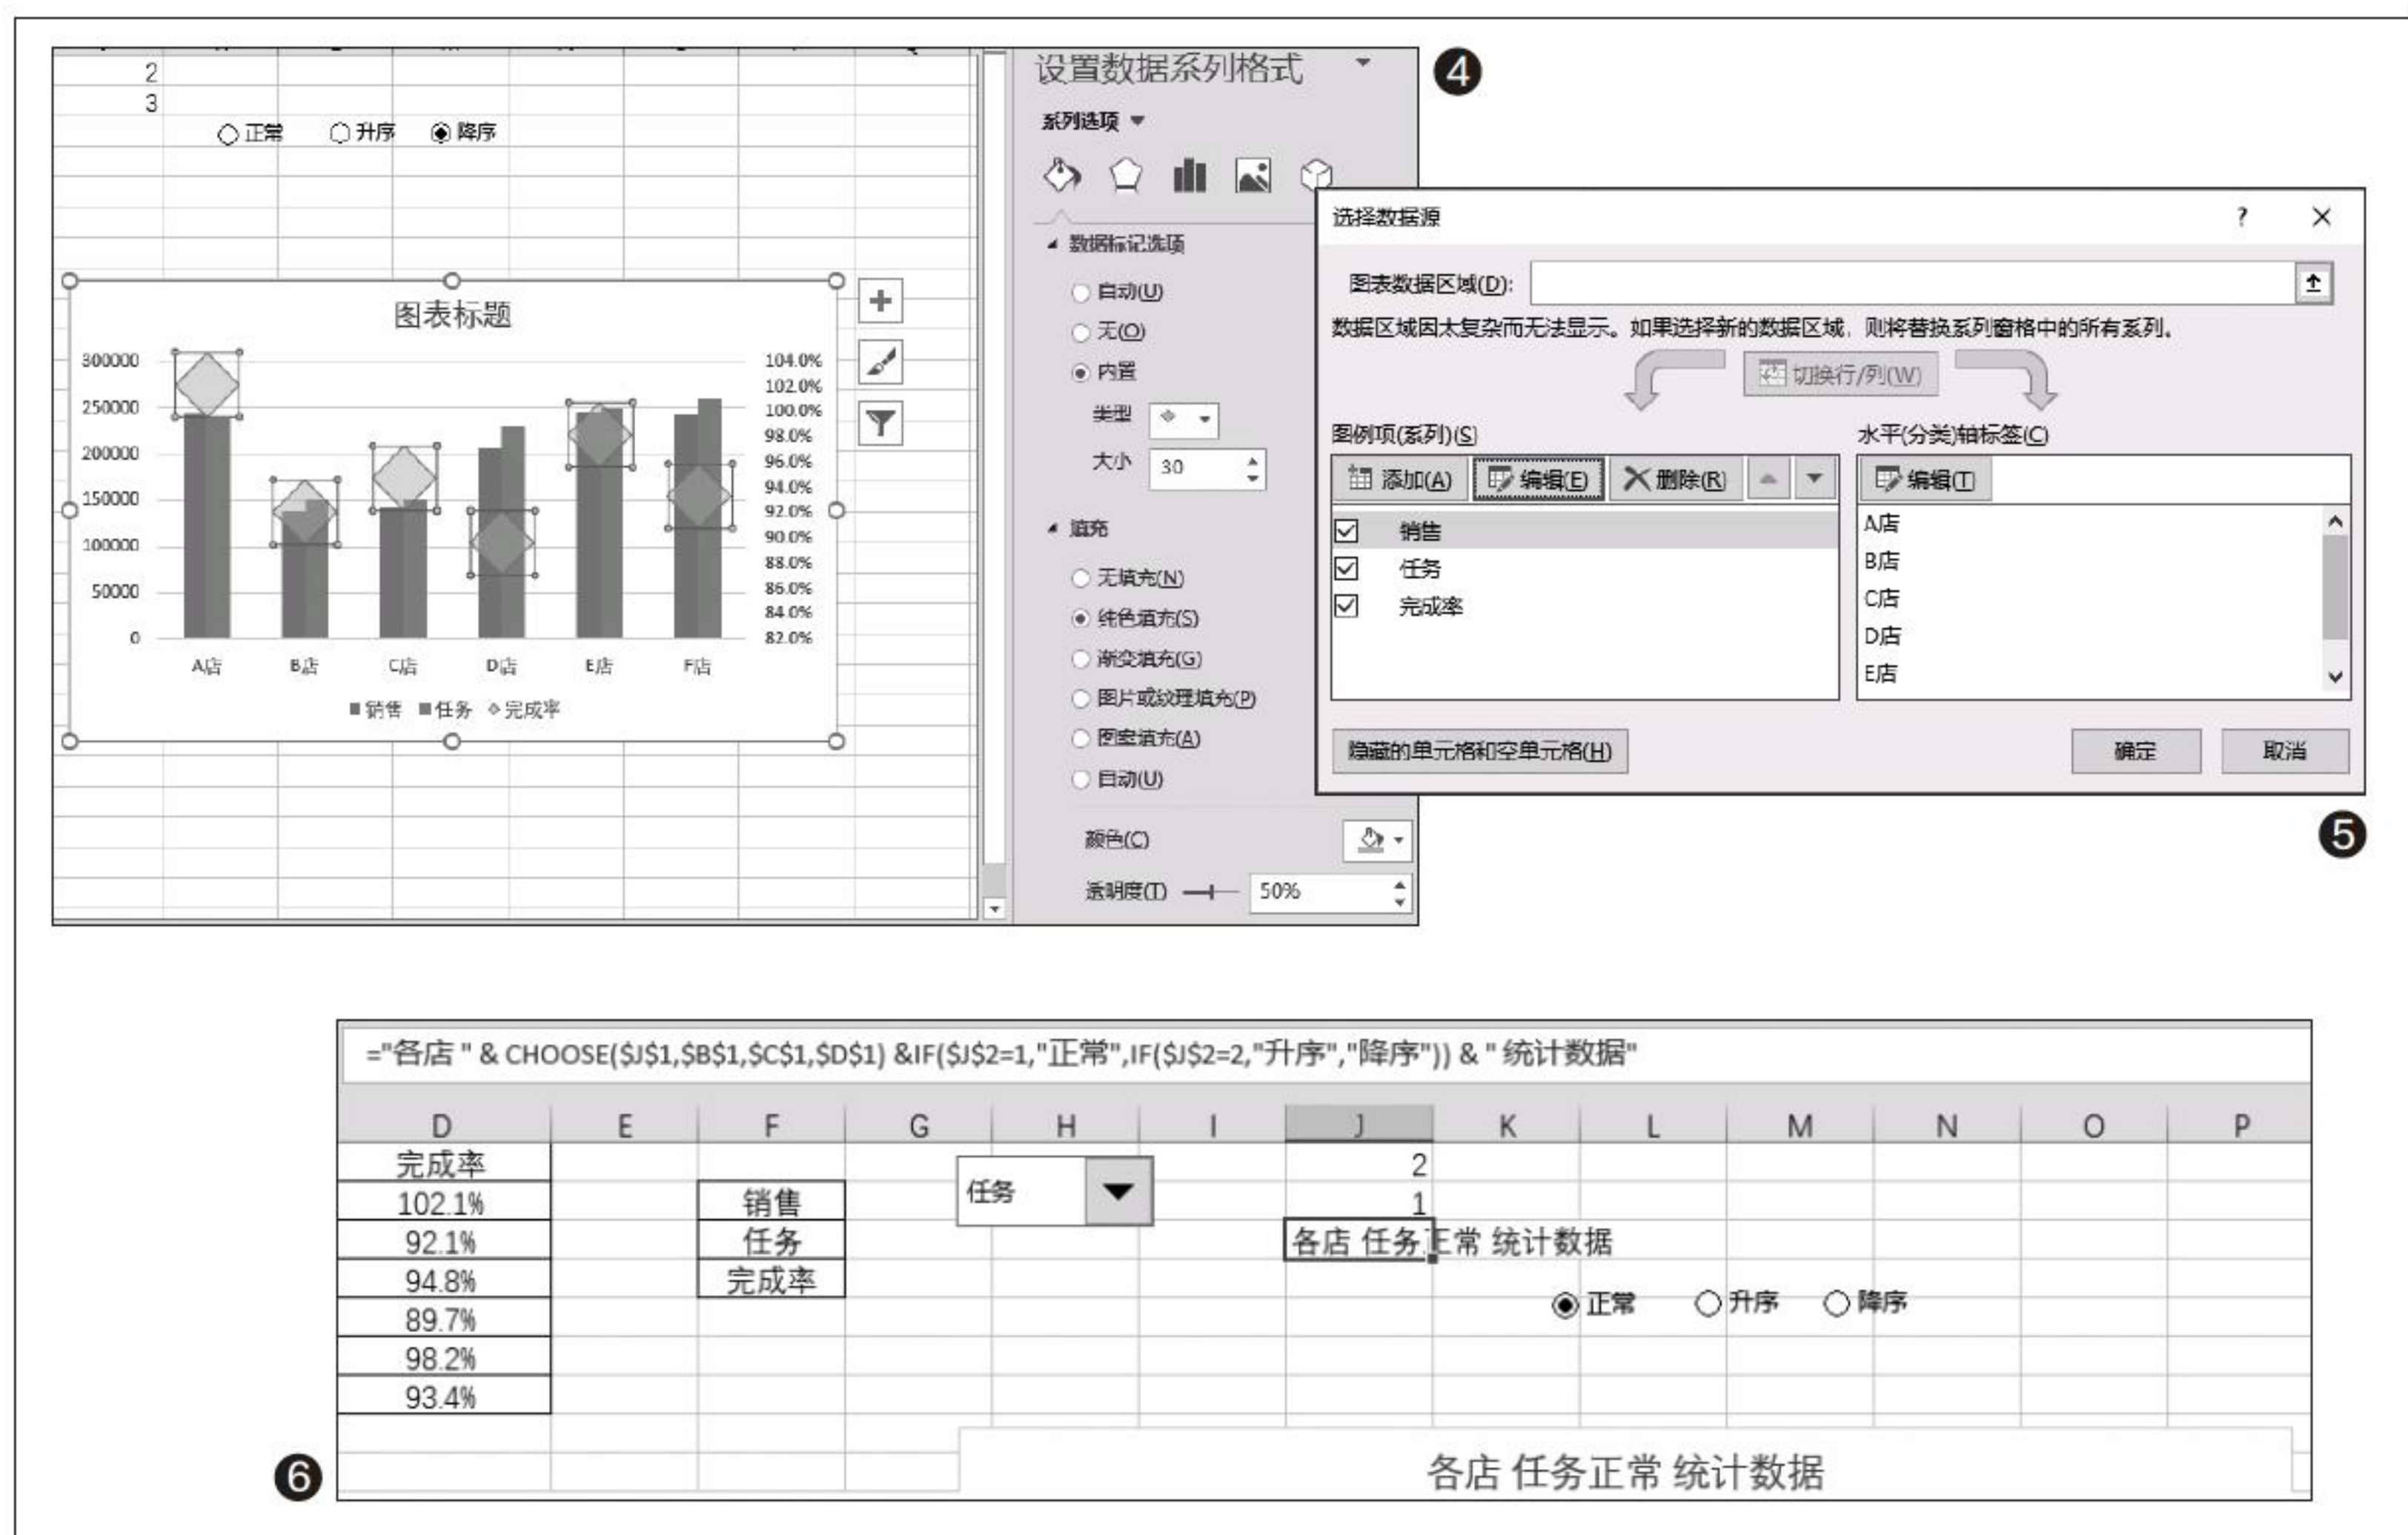 2
3
正常 升序 降序
图表标题
300000
250000
200000
150000
100000
50000
0
104.0%
102.0%
100.0%
98.0%
96.0%
94.0%
92.0%
90.0%
88.0%
86.0%
84.0%
82.0%
A店 B店 C店 D店 E店 F店
销售 任务 完成率
设置数据系列格式
系列选项
数据标记选项
自动(U)
无(O)
内置
类型
大小 30
填充
无填充(N)
纯色填充(S)
渐变填充(G)
图片或纹理填充(P)
图案填充(A)
自动(U)
颜色(C)
透明度(T) 50%
4
选择数据源 ?
图表数据区域(D):
数据区域因太复杂而无法显示。如果选择新的数据区域，则将替换系列窗格中的所有系列。
切换行/列(W)
图例项(系列)(S)
添加(A) 编辑(E) 删除(R)
销售
任务
完成率
水平(分类)轴标签(C)
编辑(T)
A店
B店
C店
D店
E店
隐藏的单元格和空单元格(H) 确定 取消
5
="各店 " & CHOOSE($J$1,$B$1,$C$1,$D$1) &IF($J$2=1,"正常",IF($J$2=2,"升序","降序")) & " 统计数据"
D E F G H I J K L M N O P
完成率 2
102.1% 销售 任务 1
92.1% 任务 各店 任务正常 统计数据
94.8% 完成率 正常 升序 降序
89.7%
98.2%
93.4%
各店 任务正常 统计数据
6